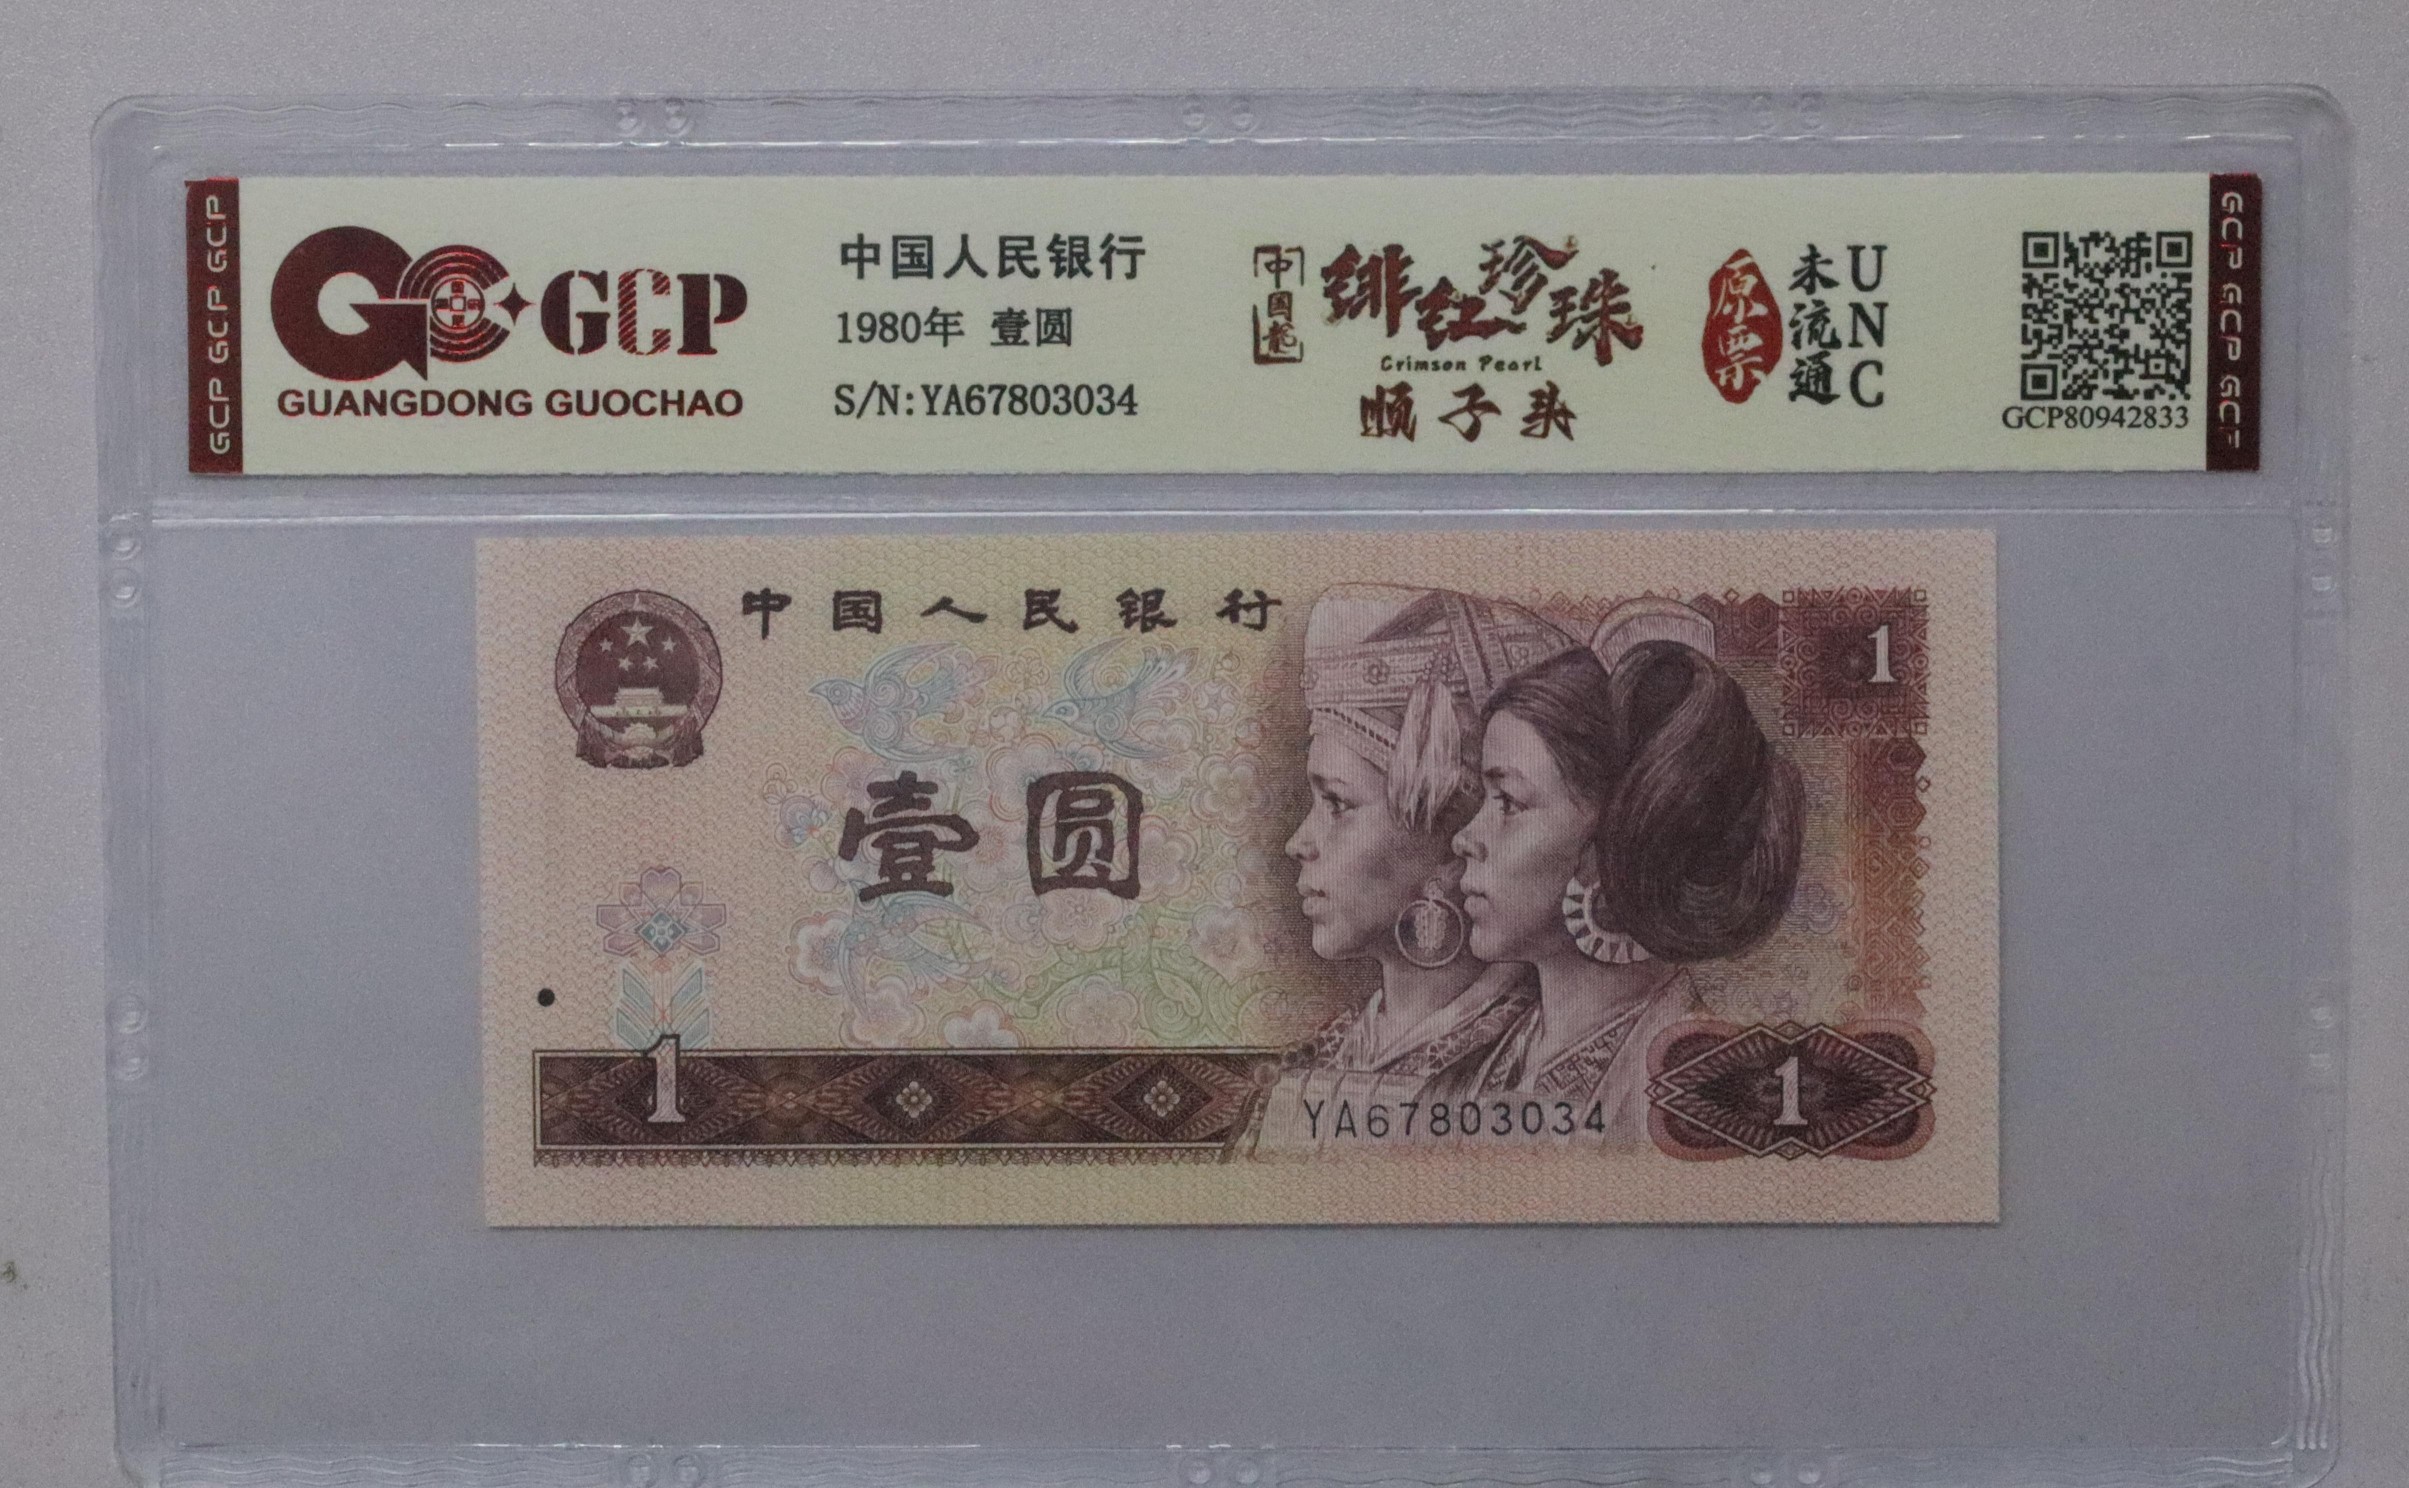 GCP GCP GCP
GCP
GUANGDONG GUOCHAO
中国人民银行
1980年 壹圆
S/N:YA67803034
中国龍
绯红珍珠
Crimson Pearl
顺子号
原票
未流通
UNC
GCP80942833
GCP GCP GCP
中国人民银行
1
壹圆
1
YA67803034
1